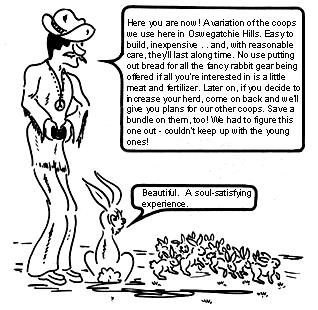 Here you are now! A variation of the coops
we use here in Oswegatchie Hills. Easy to
build, inexpensive . . and, with reasonable
care, they'll last along time. No use putting
out bread for all the fancy rabbit gear being
offered if all you're interested in is a little
meat and fertilizer. Later on, if you decide to
increase your herd, come on back and we'll
give you plans for our other coops. Save a
bundle on them, too! We had to figure this
one out - couldn't keep up with the young
ones!
Beautiful. A soul-satisfying
experience.